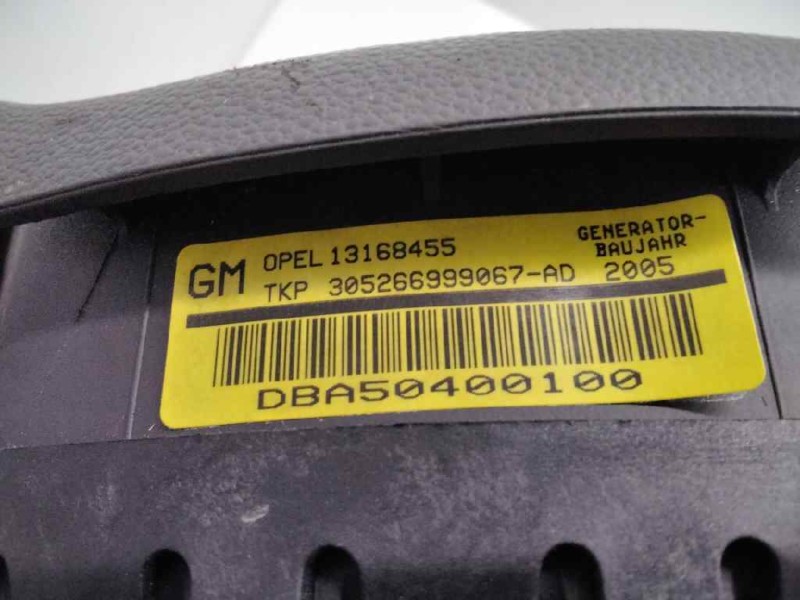 GM OPEL 13168455 GENERATOR-
BAUJAHR
TKP 305266999067-AD 2005
DBA50400100